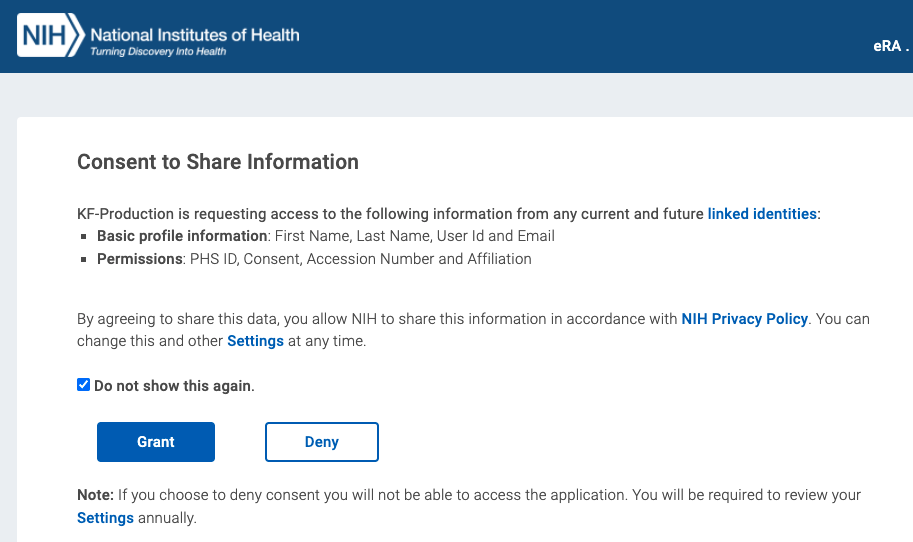 NIH National Institutes of Health
Turning Discovery Into Health
eRA .
Consent to Share Information
KF-Production is requesting access to the following information from any current and future linked identities:
Basic profile information: First Name, Last Name, User Id and Email
Permissions: PHS ID, Consent, Accession Number and Affiliation
By agreeing to share this data, you allow NIH to share this information in accordance with NIH Privacy Policy. You can
change this and other Settings at any time.
Do not show this again.
Grant Deny
Note: If you choose to deny consent you will not be able to access the application. You will be required to review your
Settings annually.